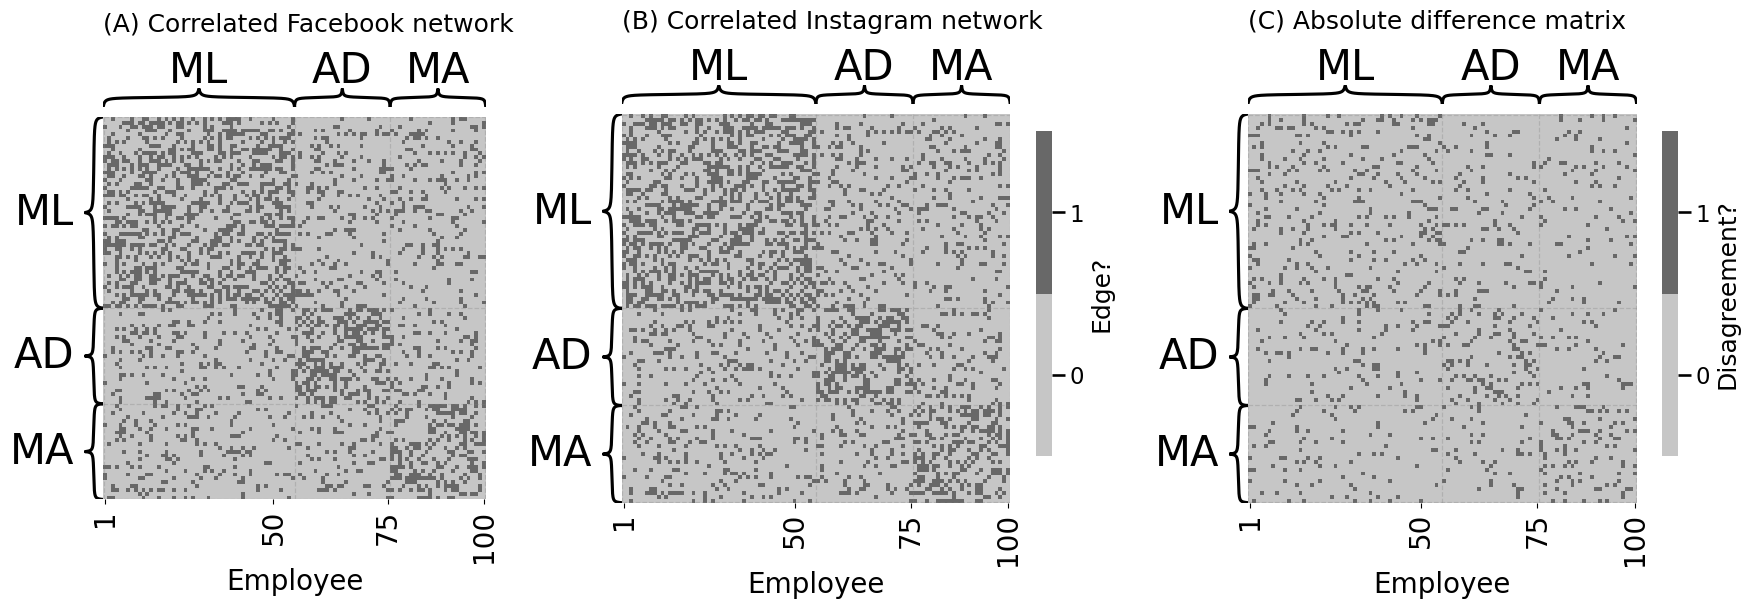 (A) Correlated Facebook network
ML AD MA
ML
AD
MA
1 50 75 100
Employee
(B) Correlated Instagram network
ML AD MA
ML
AD
MA
1 50 75 100
Employee
1
0
Edge?
(C) Absolute difference matrix
ML AD MA
ML
AD
MA
1 50 75 100
Employee
1
0
Disagreement?